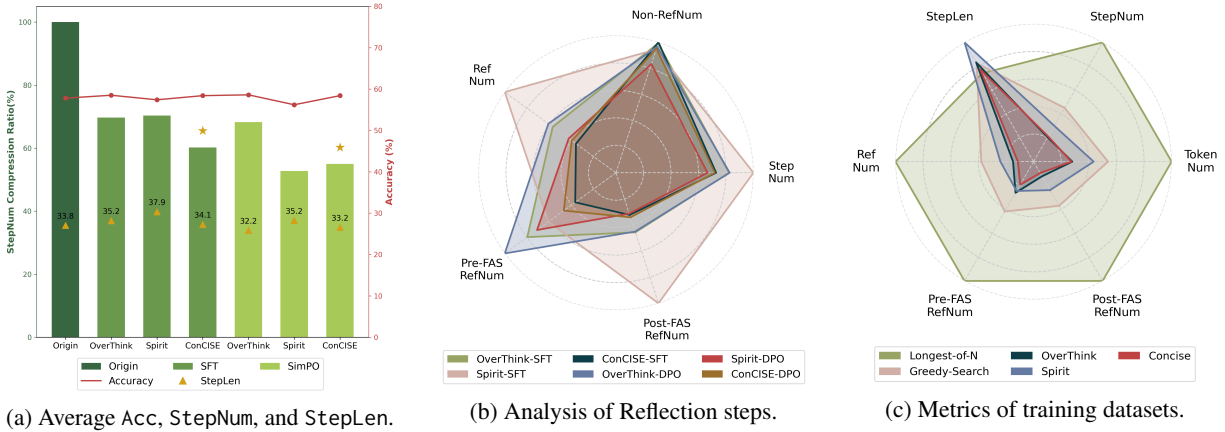 StepNum Compression Ratio(%)
100
80
60
40
20
0
33.8
35.2
37.9
34.1
32.2
35.2
33.2
80
70
60
50
40
30
20
10
0
Accuracy (%)
Origin OverThink Spirit ConCISE OverThink Spirit ConCISE
Origin SFT SimPO
Accuracy StepLen
(a) Average Acc, StepNum, and StepLen.
Non-RefNum
Ref
Num
Step
Num
Pre-FAS
RefNum
Post-FAS
RefNum
OverThink-SFT ConCISE-SFT Spirit-DPO
Spirit-SFT OverThink-DPO ConCISE-DPO
(b) Analysis of Reflection steps.
StepLen StepNum
Ref
Num
Token
Num
Pre-FAS
RefNum
Post-FAS
RefNum
Longest-of-N OverThink Concise
Greedy-Search Spirit
(c) Metrics of training datasets.